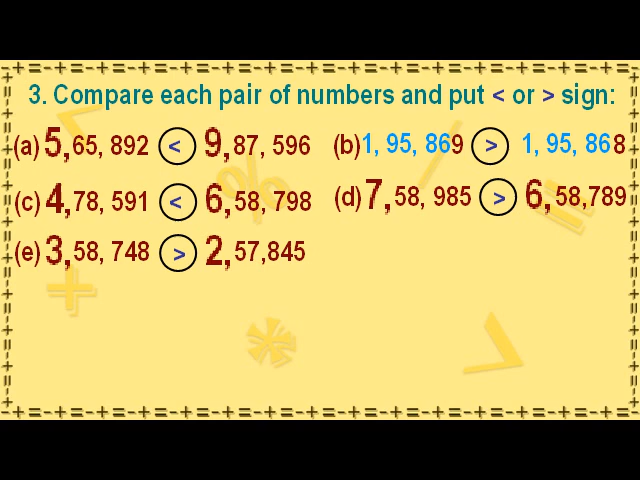 3. Compare each pair of numbers and put < or > sign:
(a) 5,65, 892 < 9,87, 596 (b)1, 95, 869 > 1, 95, 868
(c) 4,78, 591 < 6,58, 798 (d) 7,58, 985 > 6,58,789
(e) 3,58, 748 > 2,57,845